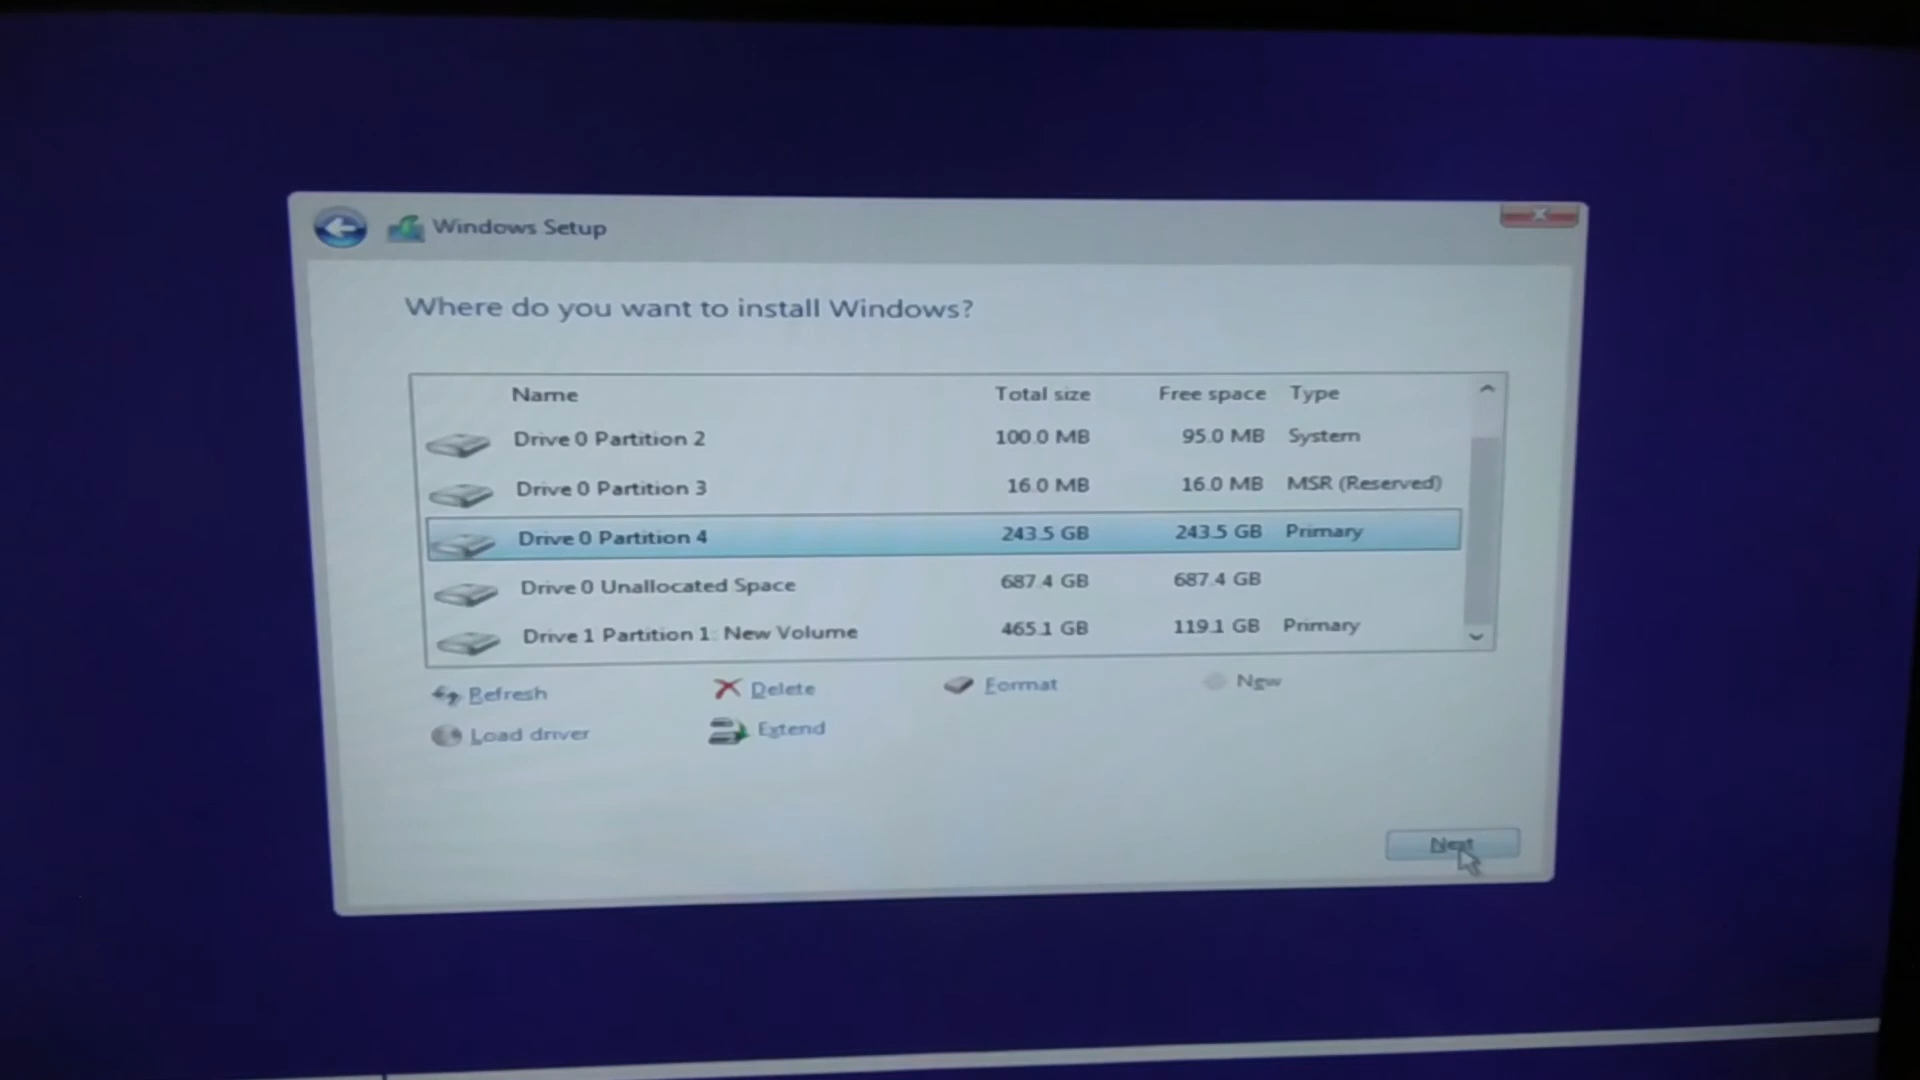 Windows Setup
Where do you want to install Windows?
Name Total size Free space Type
Drive 0 Partition 2 100.0 MB 95.0 MB System
Drive 0 Partition 3 16.0 MB 16.0 MB MSR (Reserved)
Drive 0 Partition 4 243.5 GB 243.5 GB Primary
Drive 0 Unallocated Space 687.4 GB 687.4 GB
Drive 1 Partition 1: New Volume 465.1 GB 119.1 GB Primary
Refresh Delete Format New
Load driver Extend
Next